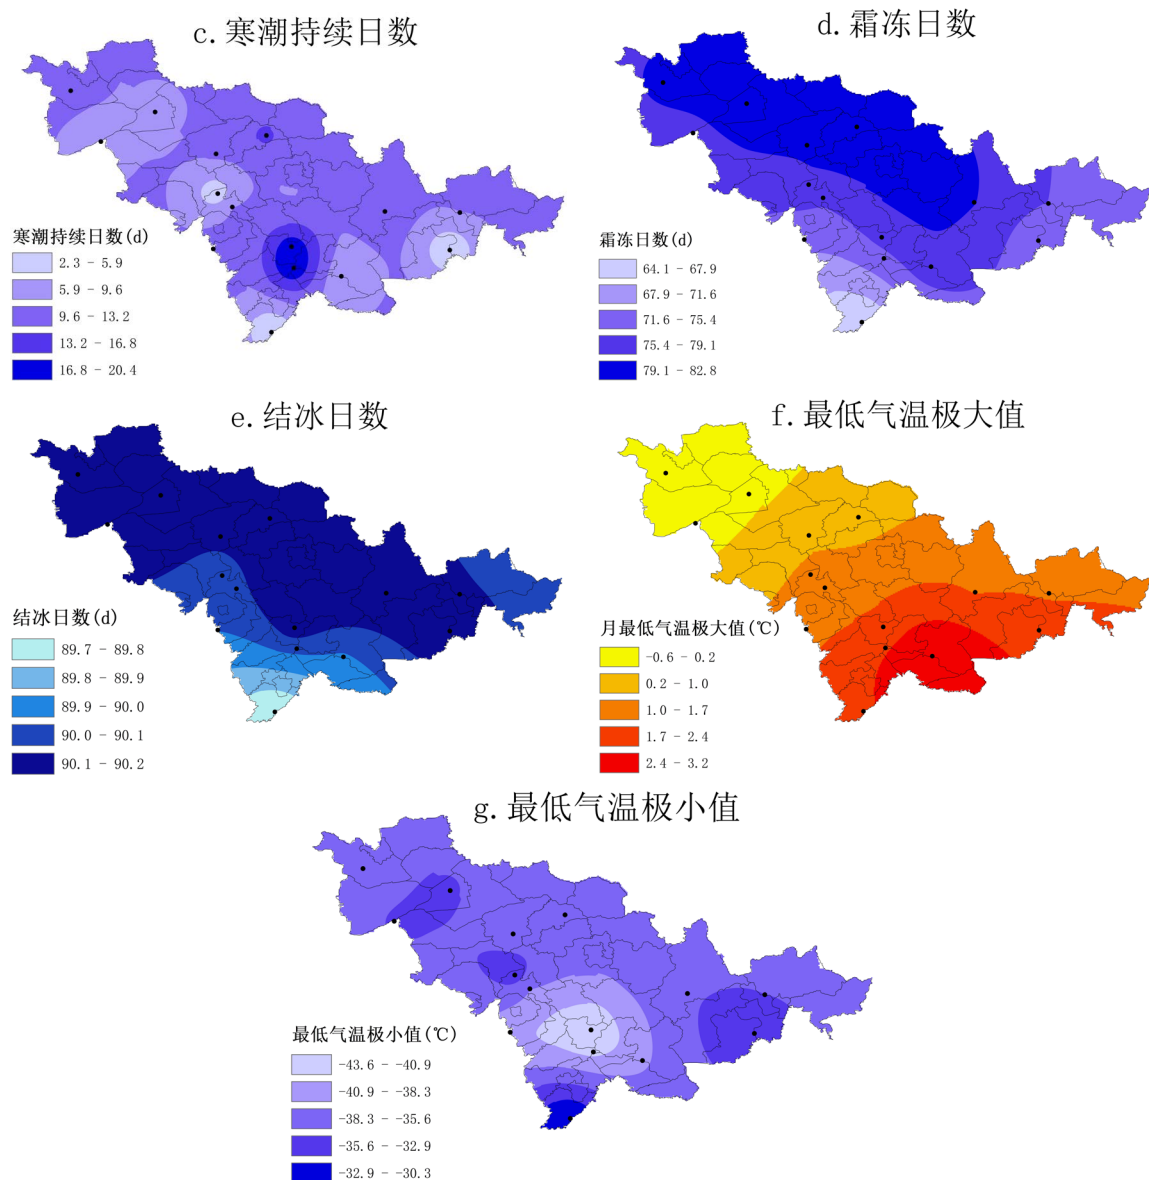 c.寒潮持续日数
寒潮持续日数(d)
2.3 - 5.9
5.9 - 9.6
9.6 - 13.2
13.2 - 16.8
16.8 - 20.4
d.霜冻日数
霜冻日数(d)
64.1 - 67.9
67.9 - 71.6
71.6 - 75.4
75.4 - 79.1
79.1 - 82.8
e.结冰日数
结冰日数(d)
89.7 - 89.8
89.8 - 89.9
89.9 - 90.0
90.0 - 90.1
90.1 - 90.2
f.最低气温极大值
月最低气温极大值(℃)
-0.6 - 0.2
0.2 - 1.0
1.0 - 1.7
1.7 - 2.4
2.4 - 3.2
g.最低气温极小值
最低气温极小值(℃)
-43.6 - -40.9
-40.9 - -38.3
-38.3 - -35.6
-35.6 - -32.9
-32.9 - -30.3